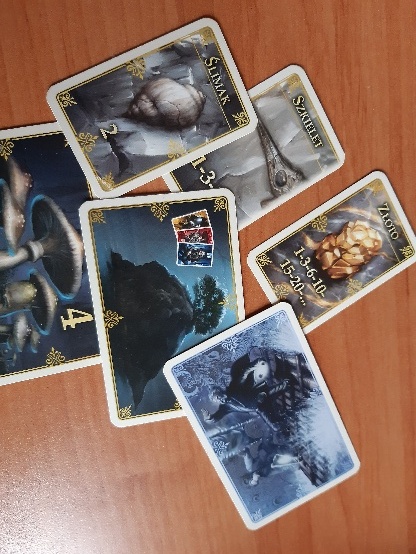 ŚLIMAK
2
SZKIELET
1-3-
ZŁOTO
1-3-6-10-
15-20-...
4